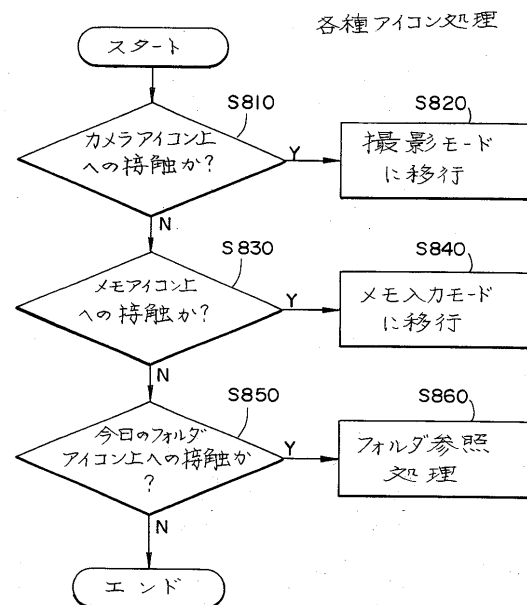 各種アイコン処理
スタート
S810
カメラアイコン上
への接触か?
Y
N
S820
撮影モード
に移行
S830
メモアイコン上
への接触か?
Y
N
S840
メモ入力モード
に移行
S850
今日のフォルダ
アイコン上への接触か
?
Y
N
S860
フォルダ参照
処理
エンド